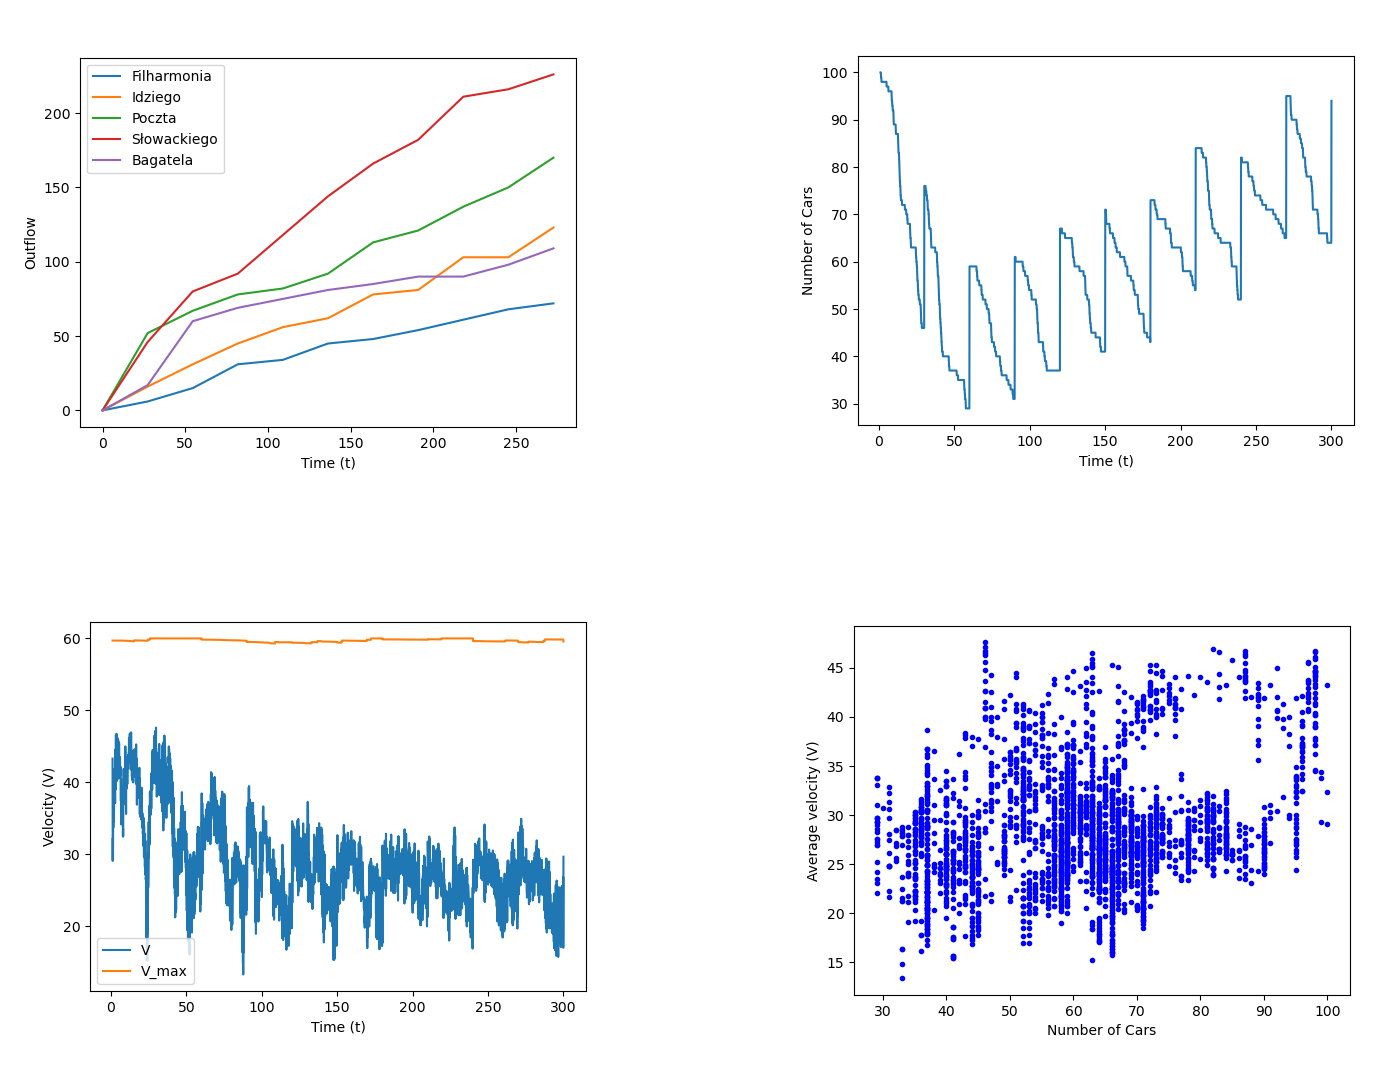 Filharmonia
Idziego
Poczta
Słowackiego
Bagatela
200
150
100
50
0
Outflow
0 50 100 150 200 250
Time (t)
100
90
80
70
60
50
40
30
Number of Cars
0 50 100 150 200 250 300
Time (t)
60
50
40
30
20
Velocity (V)
V
V_max
0 50 100 150 200 250 300
Time (t)
45
40
35
30
25
20
15
Average velocity (V)
30 40 50 60 70 80 90 100
Number of Cars